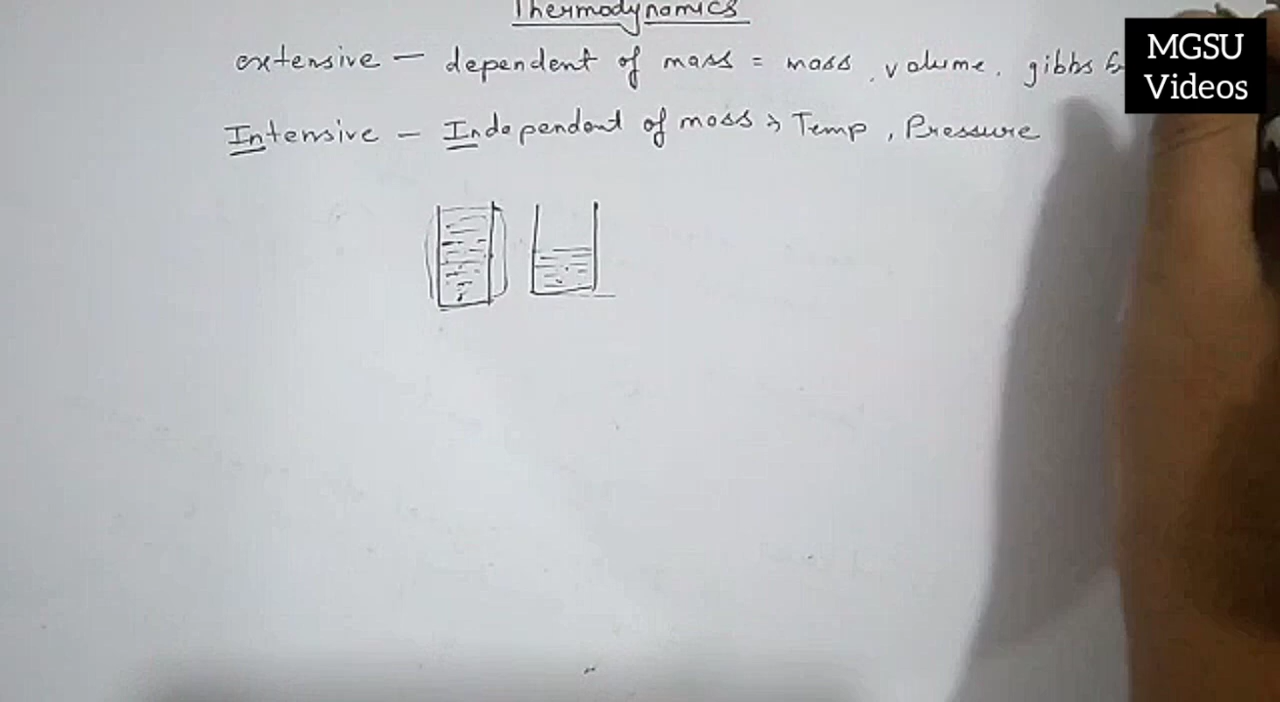 Thermodynamics
extensive - dependent of mass = mass, volume, gibbs
MGSU
Videos
Intensive - Independent of mass → Temp, Pressure